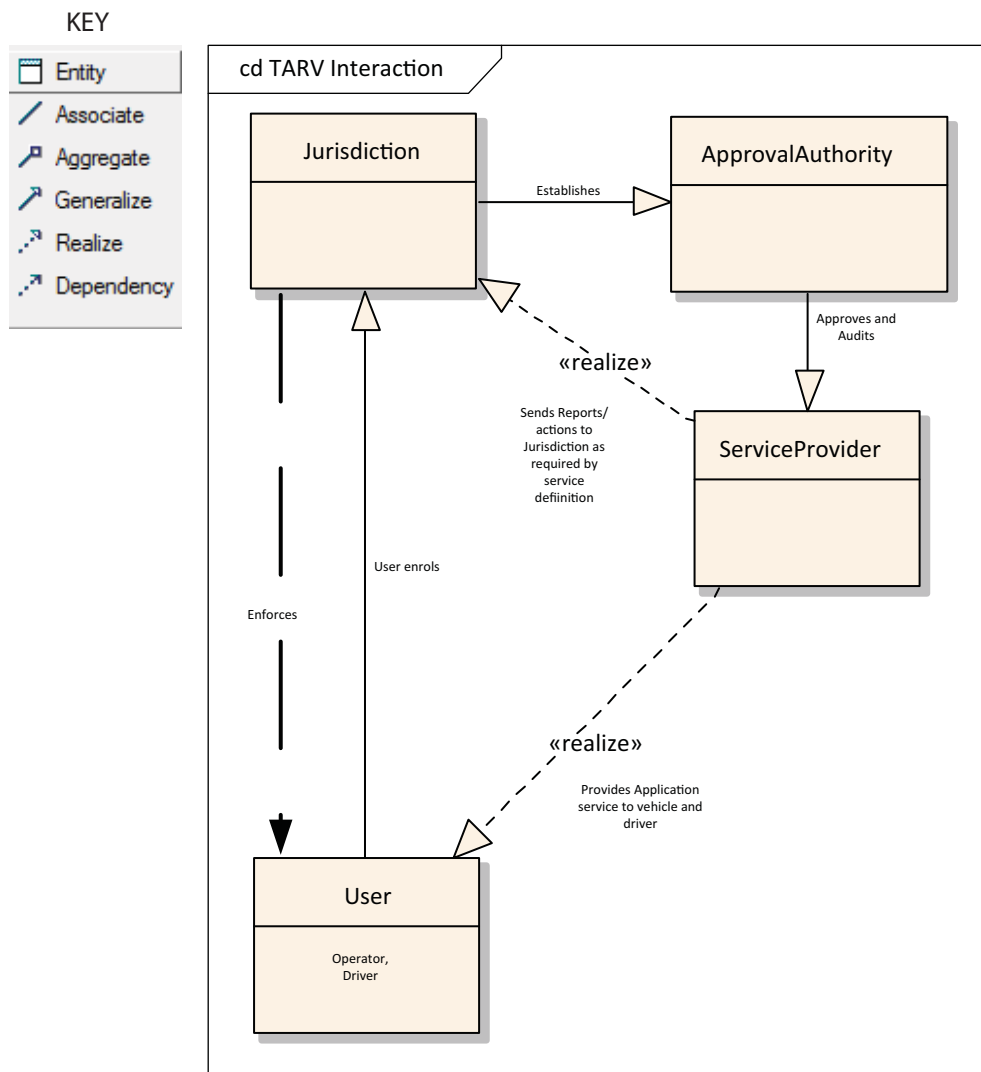 KEY
Entity
Associate
Aggregate
Generalize
Realize
Dependency
cd TARV Interaction
Jurisdiction
ApprovalAuthority
Establishes
Approves and
Audits
«realize»
Sends Reports/
actions to
Jurisdiction as
required by
service
defiinition
ServiceProvider
User enrols
Enforces
«realize»
Provides Application
service to vehicle and
driver
User
Operator,
Driver